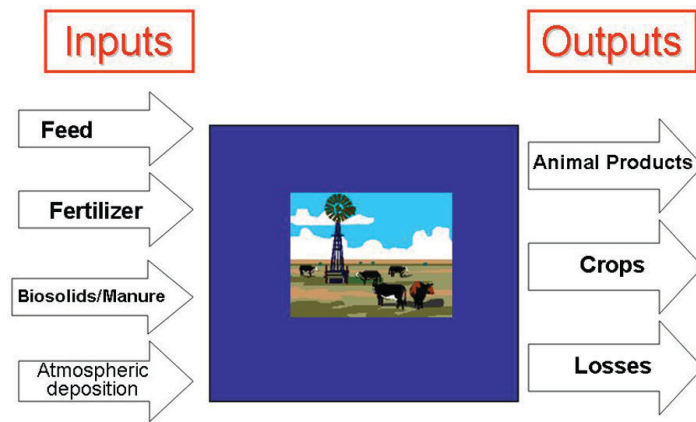 Inputs
Outputs
Feed
Fertilizer
Biosolids/Manure
Atmospheric
deposition
Animal Products
Crops
Losses